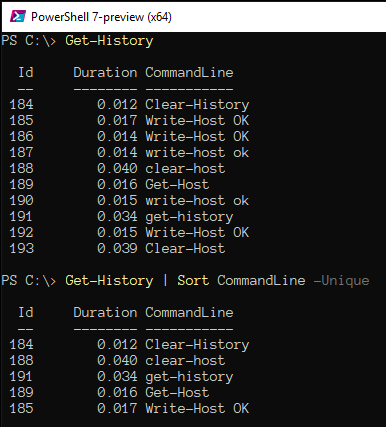 PowerShell 7-preview (x64)
PS C:\> Get-History
Id Duration CommandLine
-- -------- -----------
184 0.012 Clear-History
185 0.017 Write-Host OK
186 0.014 Write-Host OK
187 0.014 write-host ok
188 0.040 clear-host
189 0.016 Get-Host
190 0.015 write-host ok
191 0.034 get-history
192 0.015 Write-Host OK
193 0.039 Clear-Host
PS C:\> Get-History | Sort CommandLine -Unique
Id Duration CommandLine
-- -------- -----------
184 0.012 Clear-History
188 0.040 clear-host
191 0.034 get-history
189 0.016 Get-Host
185 0.017 Write-Host OK